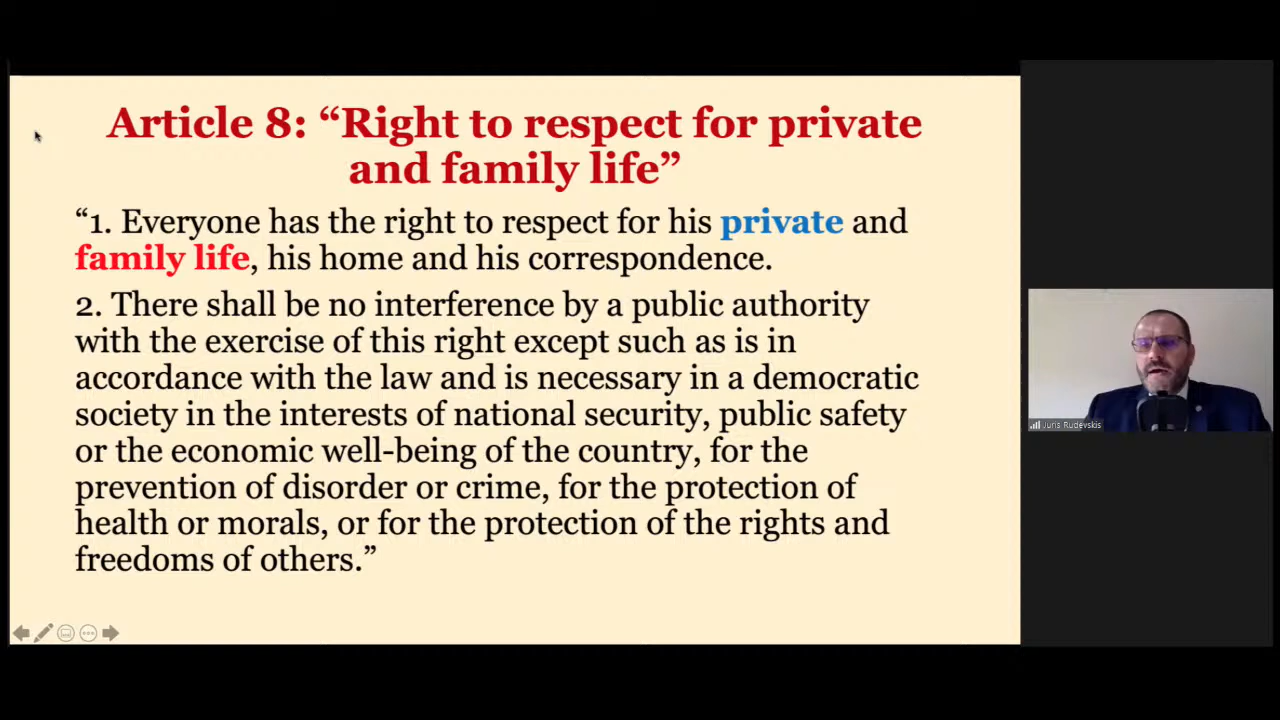 Article 8: “Right to respect for private
and family life”
“1. Everyone has the right to respect for his private and
family life, his home and his correspondence.
2. There shall be no interference by a public authority
with the exercise of this right except such as is in
accordance with the law and is necessary in a democratic
society in the interests of national security, public safety
or the economic well-being of the country, for the
prevention of disorder or crime, for the protection of
health or morals, or for the protection of the rights and
freedoms of others.”
Juris Rudevskis